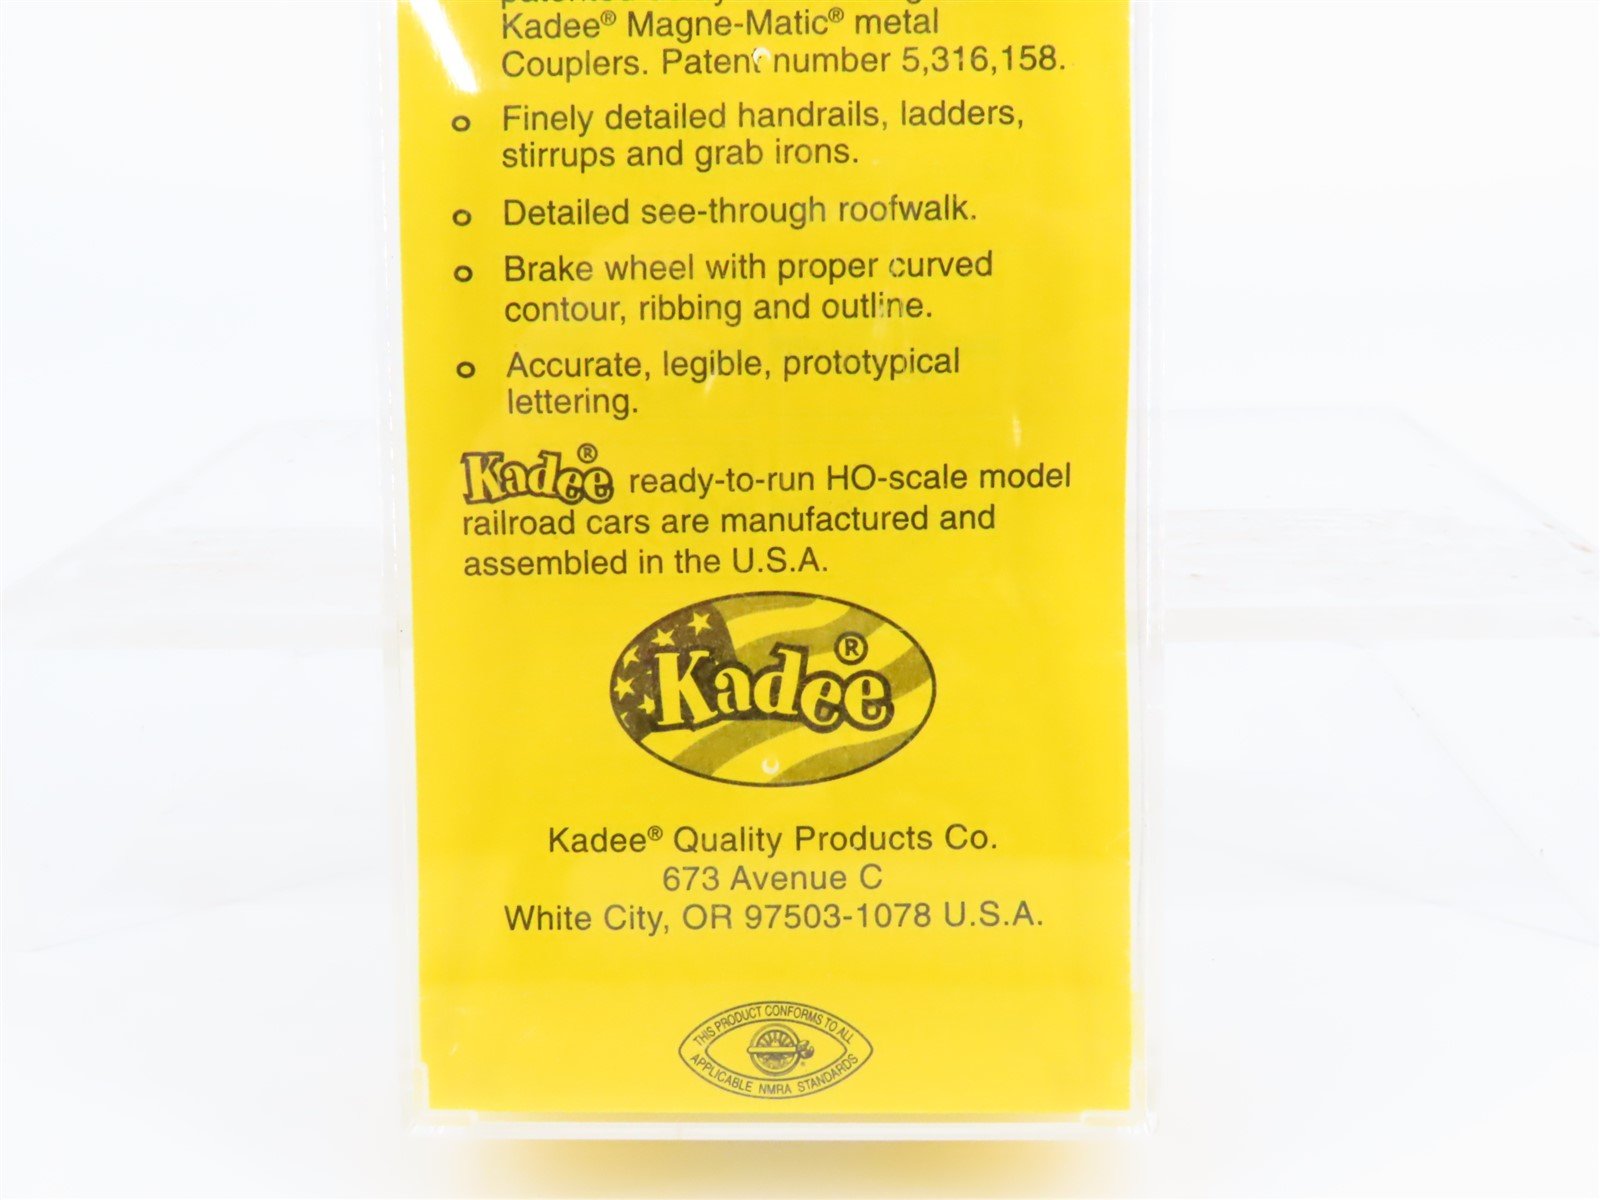 Kadee® Magne-Matic® metal
Couplers. Patent number 5,316,158.
o Finely detailed handrails, ladders,
stirrups and grab irons.
o Detailed see-through roofwalk.
o Brake wheel with proper curved
contour, ribbing and outline.
o Accurate, legible, prototypical
lettering.
Kadee® ready-to-run HO-scale model
railroad cars are manufactured and
assembled in the U.S.A.
Kadee®
Kadee® Quality Products Co.
673 Avenue C
White City, OR 97503-1078 U.S.A.
THIS PRODUCT CONFORMS TO ALL
APPLICABLE NMRA STANDARDS